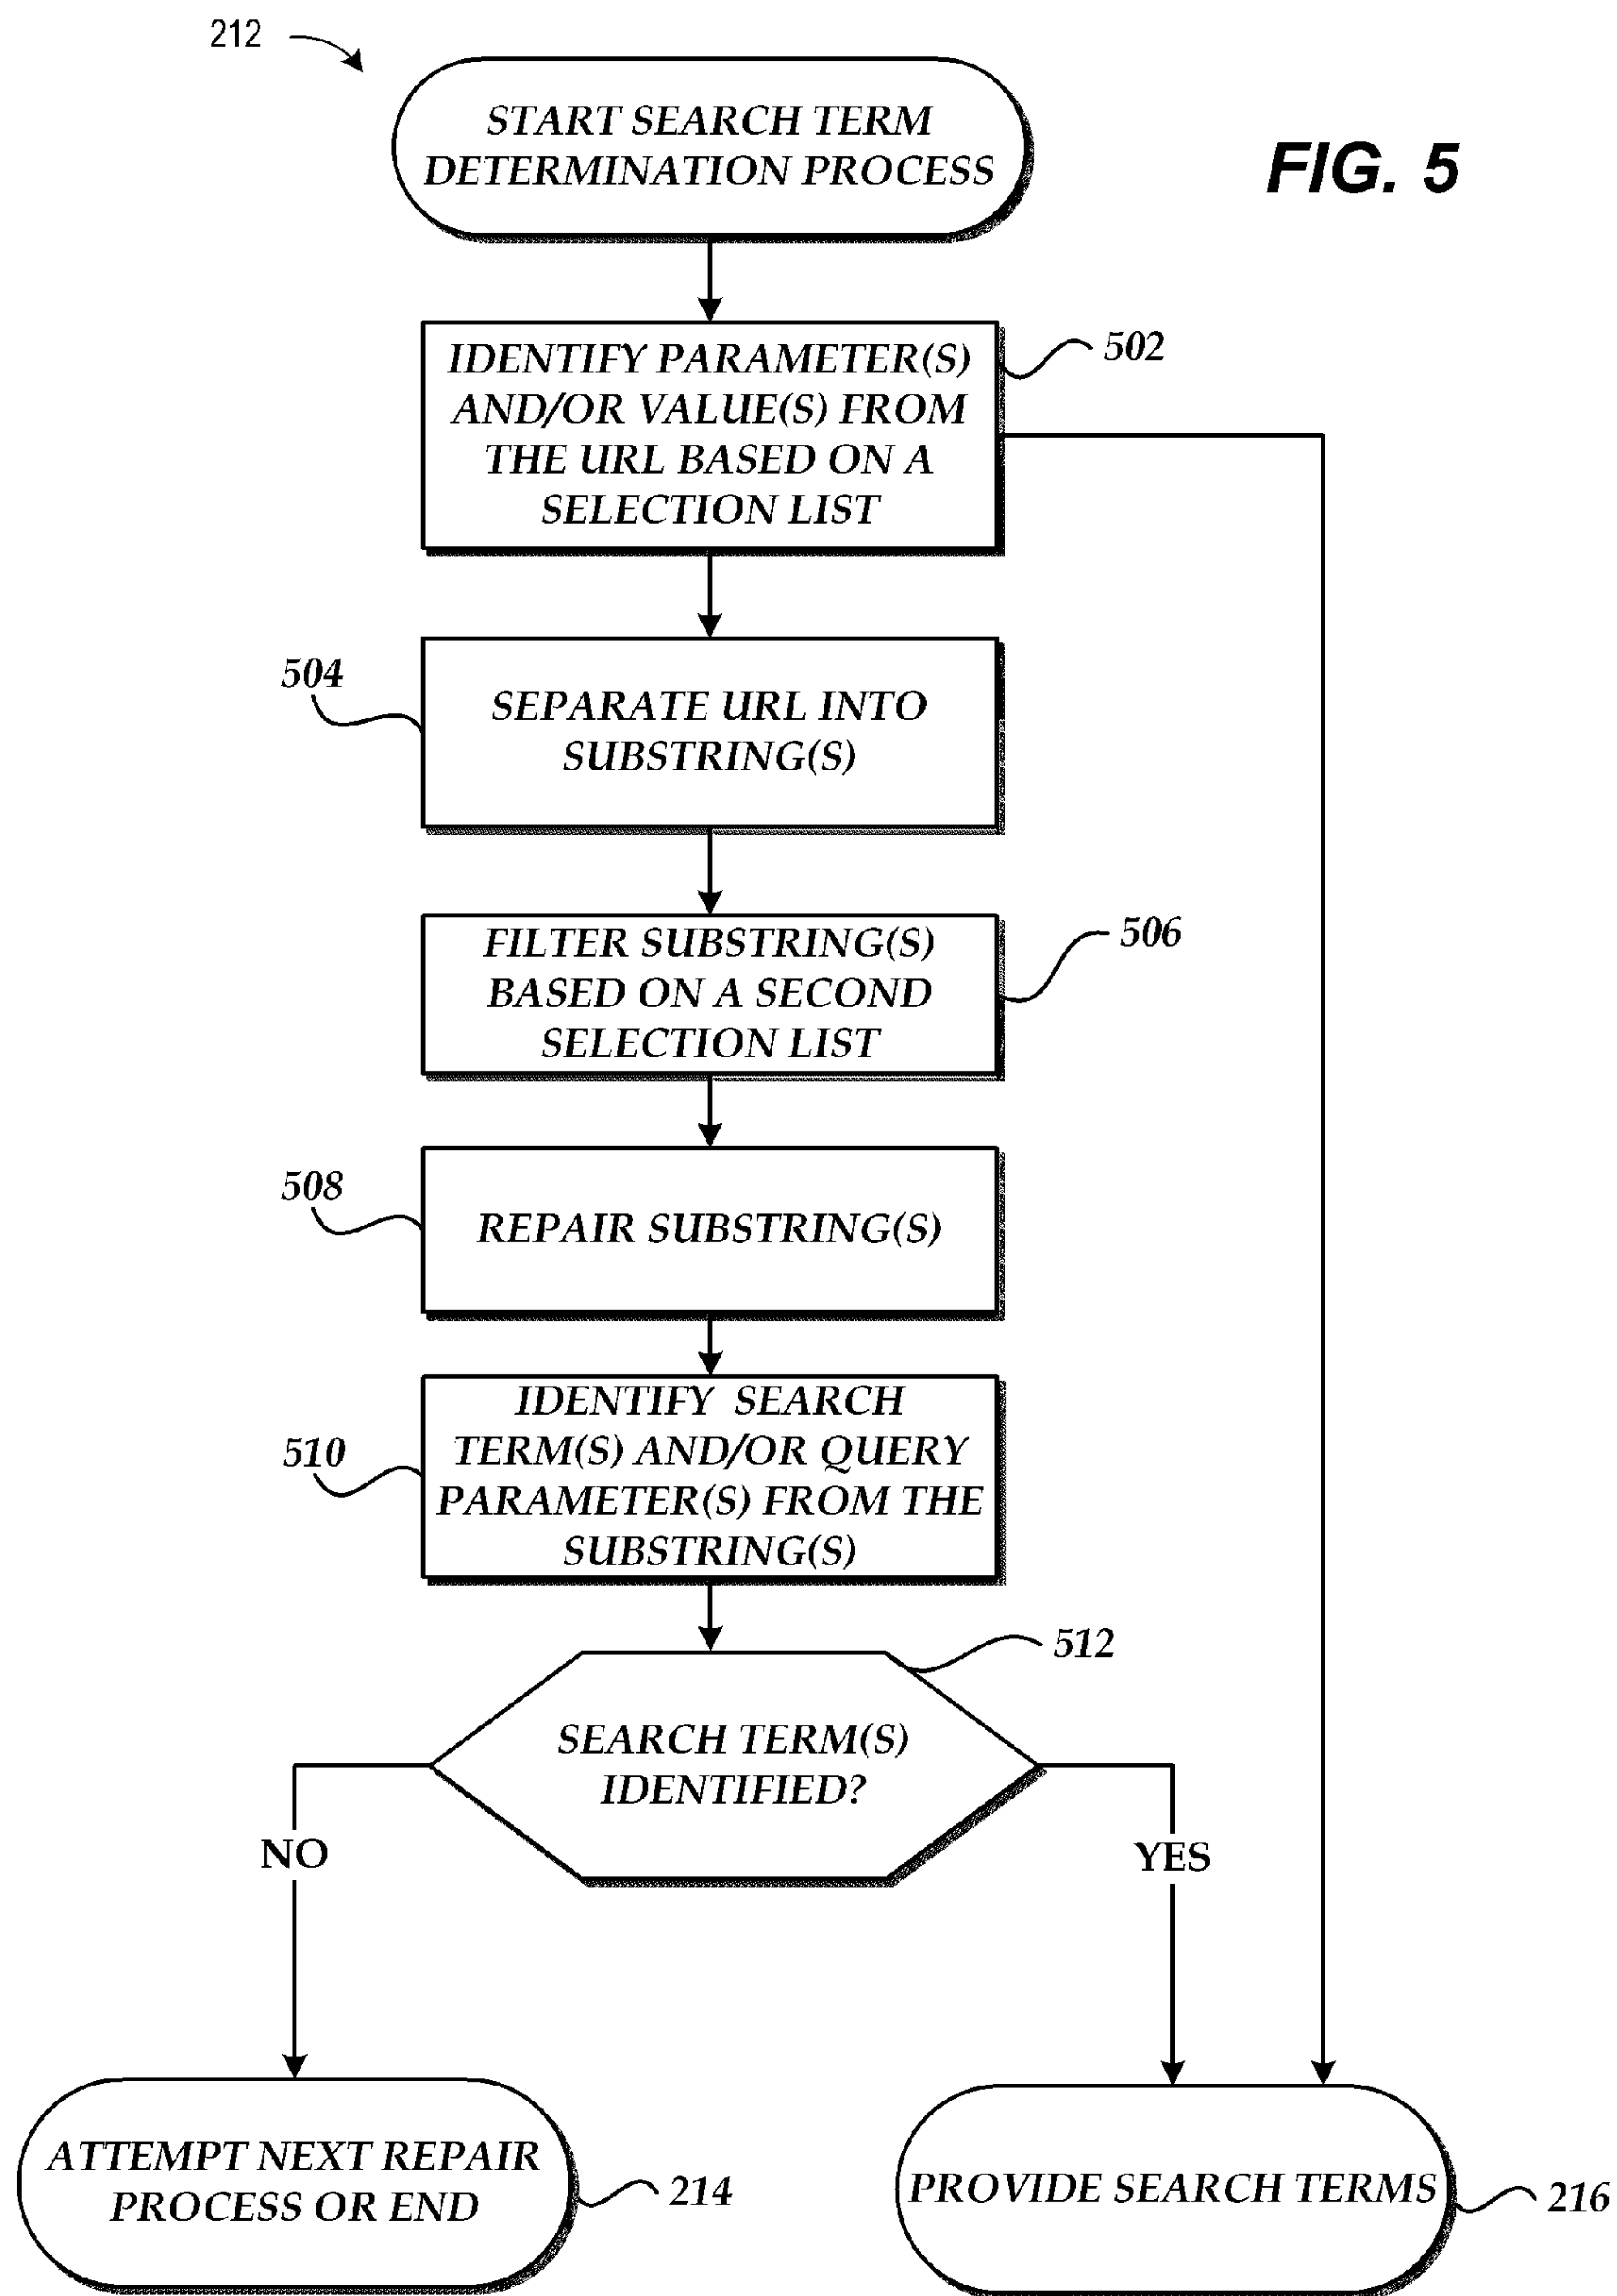 212
START SEARCH TERM
DETERMINATION PROCESS
FIG. 5
IDENTIFY PARAMETER(S)
AND/OR VALUE(S) FROM
THE URL BASED ON A
SELECTION LIST
502
504
SEPARATE URL INTO
SUBSTRING(S)
FILTER SUBSTRING(S)
BASED ON A SECOND
SELECTION LIST
506
508
REPAIR SUBSTRING(S)
510
IDENTIFY SEARCH
TERM(S) AND/OR QUERY
PARAMETER(S) FROM THE
SUBSTRING(S)
512
SEARCH TERM(S)
IDENTIFIED?
NO
YES
ATTEMPT NEXT REPAIR
PROCESS OR END
214
PROVIDE SEARCH TERMS
216